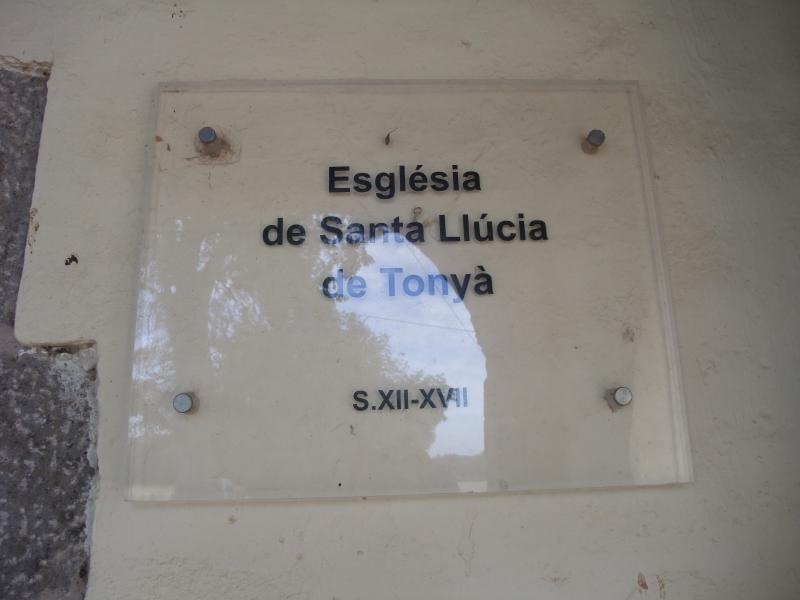 Església
de Santa Llúcia
de Tonyà
S.XII-XVII